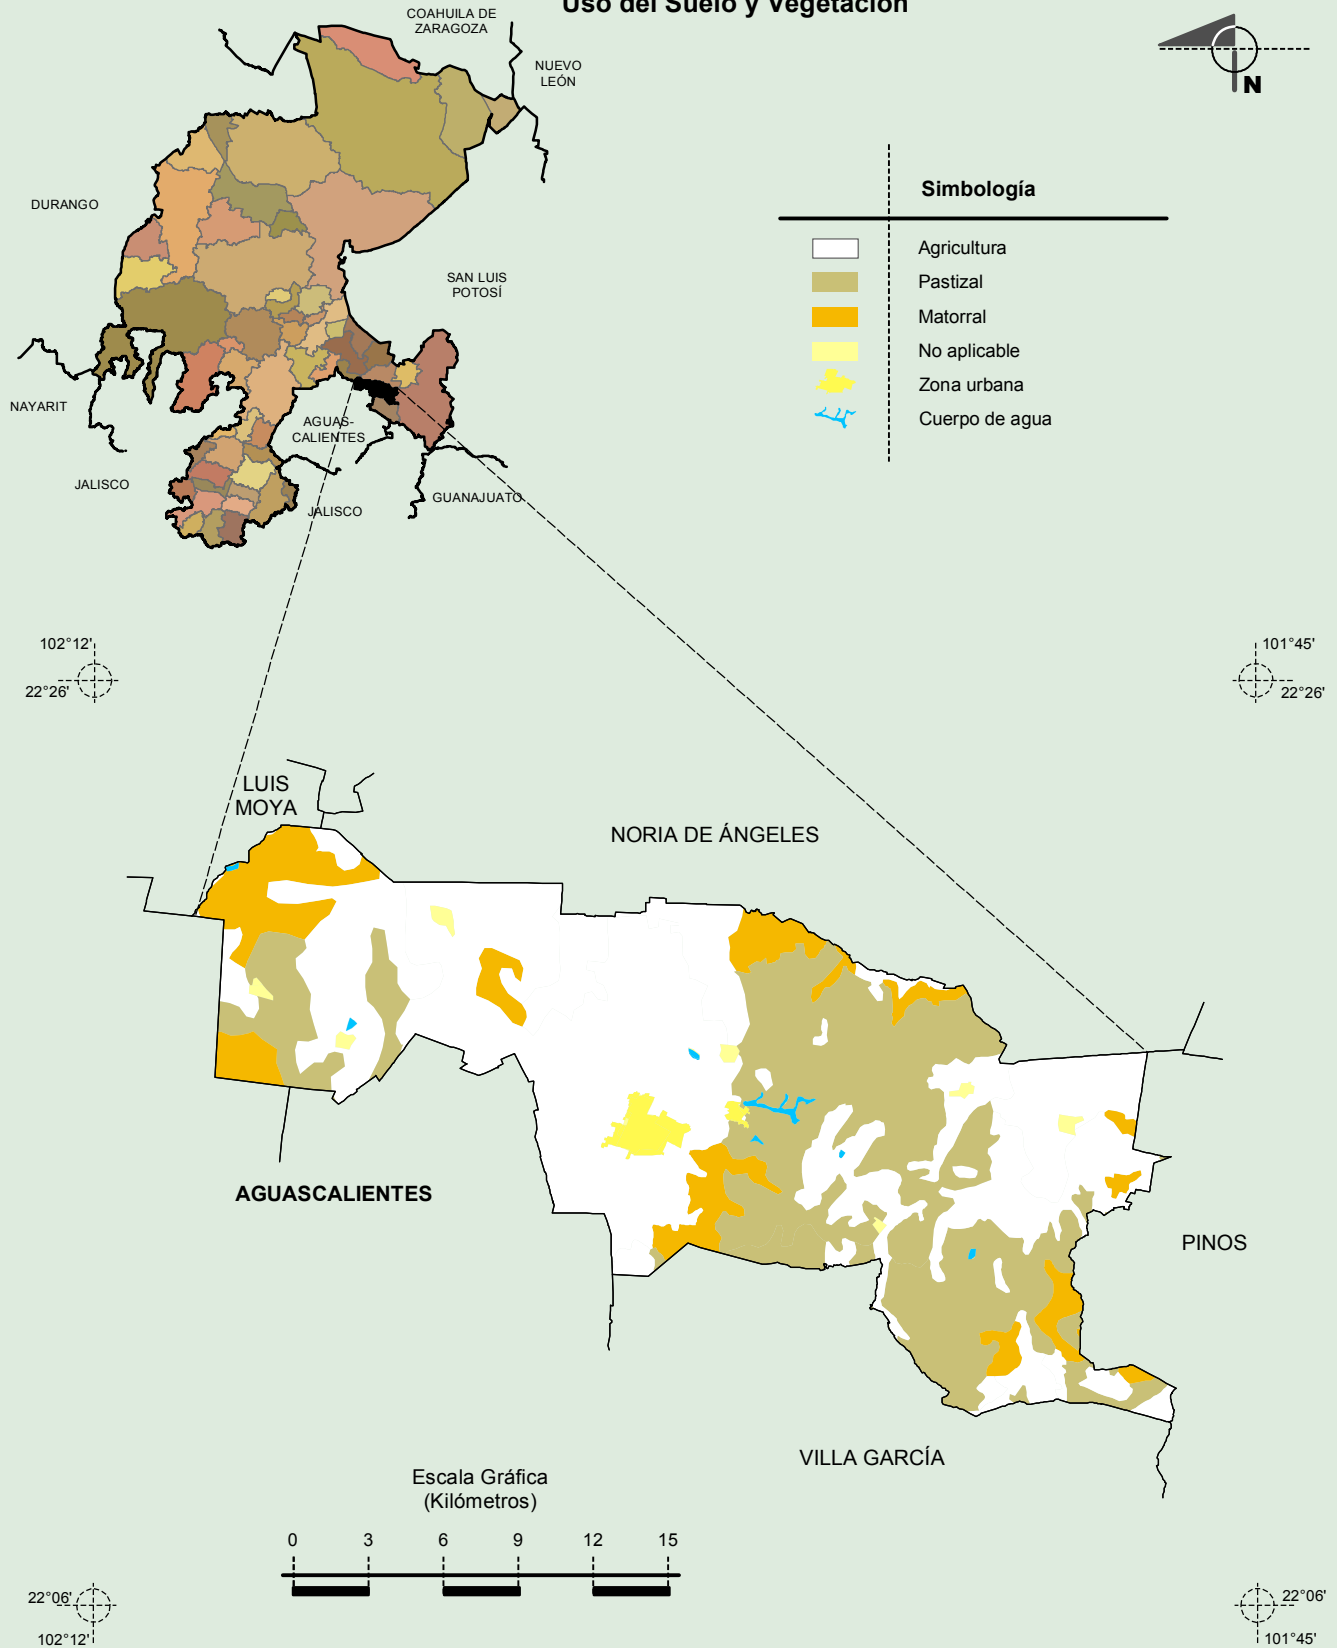 Uso del Suelo y Vegetación
COAHUILA DE
ZARAGOZA
NUEVO
LEÓN
N
DURANGO
SAN LUIS
POTOSÍ
NAYARIT
AGUAS-
CALIENTES
JALISCO
JALISCO
GUANAJUATO
Simbología
Agricultura
Pastizal
Matorral
No aplicable
Zona urbana
Cuerpo de agua
102°12'
22°26'
101°45'
22°26'
LUIS
MOYA
NORIA DE ÁNGELES
AGUASCALIENTES
PINOS
VILLA GARCÍA
Escala Gráfica
(Kilómetros)
0 3 6 9 12 15
22°06'
102°12'
22°06'
101°45'